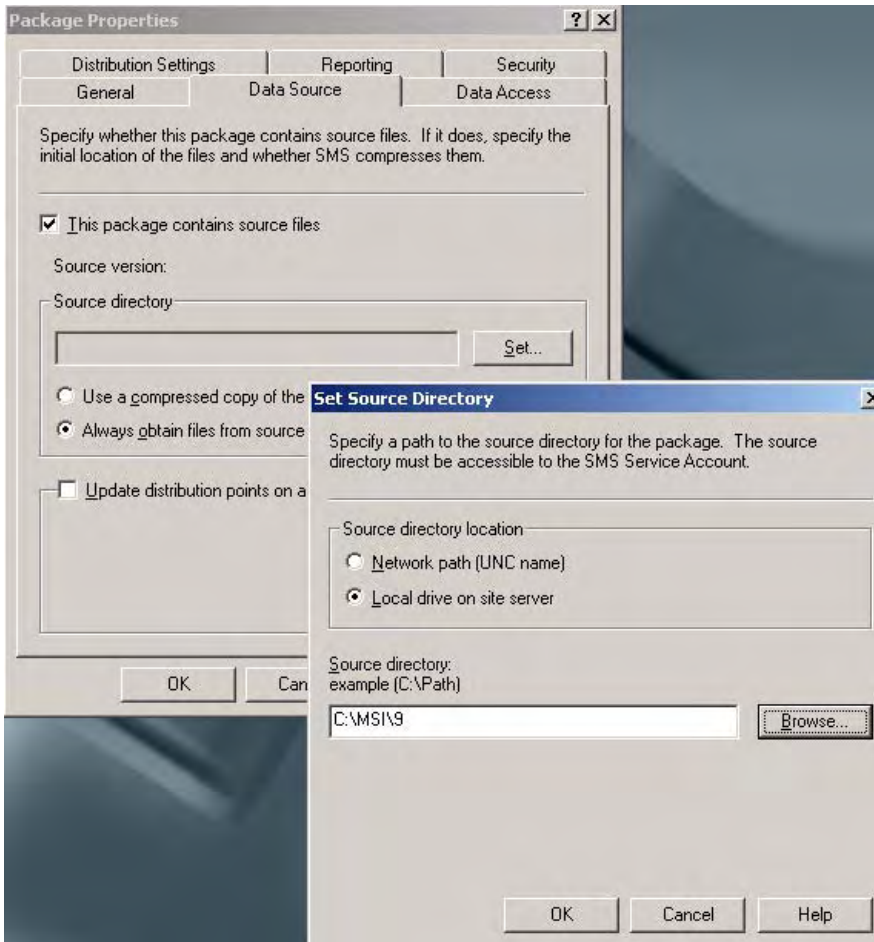 Package Properties
Distribution Settings
Reporting
Security
General
Data Source
Data Access
Specify whether this package contains source files. If it does, specify the
initial location of the files and whether SMS compresses them.
This package contains source files
Source version:
Source directory
Set...
Use a compressed copy of the
Always obtain files from source
Update distribution points on a
OK
Can
Set Source Directory
Specify a path to the source directory for the package. The source
directory must be accessible to the SMS Service Account.
Source directory location
Network path (UNC name)
Local drive on site server
Source directory:
example (C:\Path)
C:\MSI\9
Browse...
OK
Cancel
Help